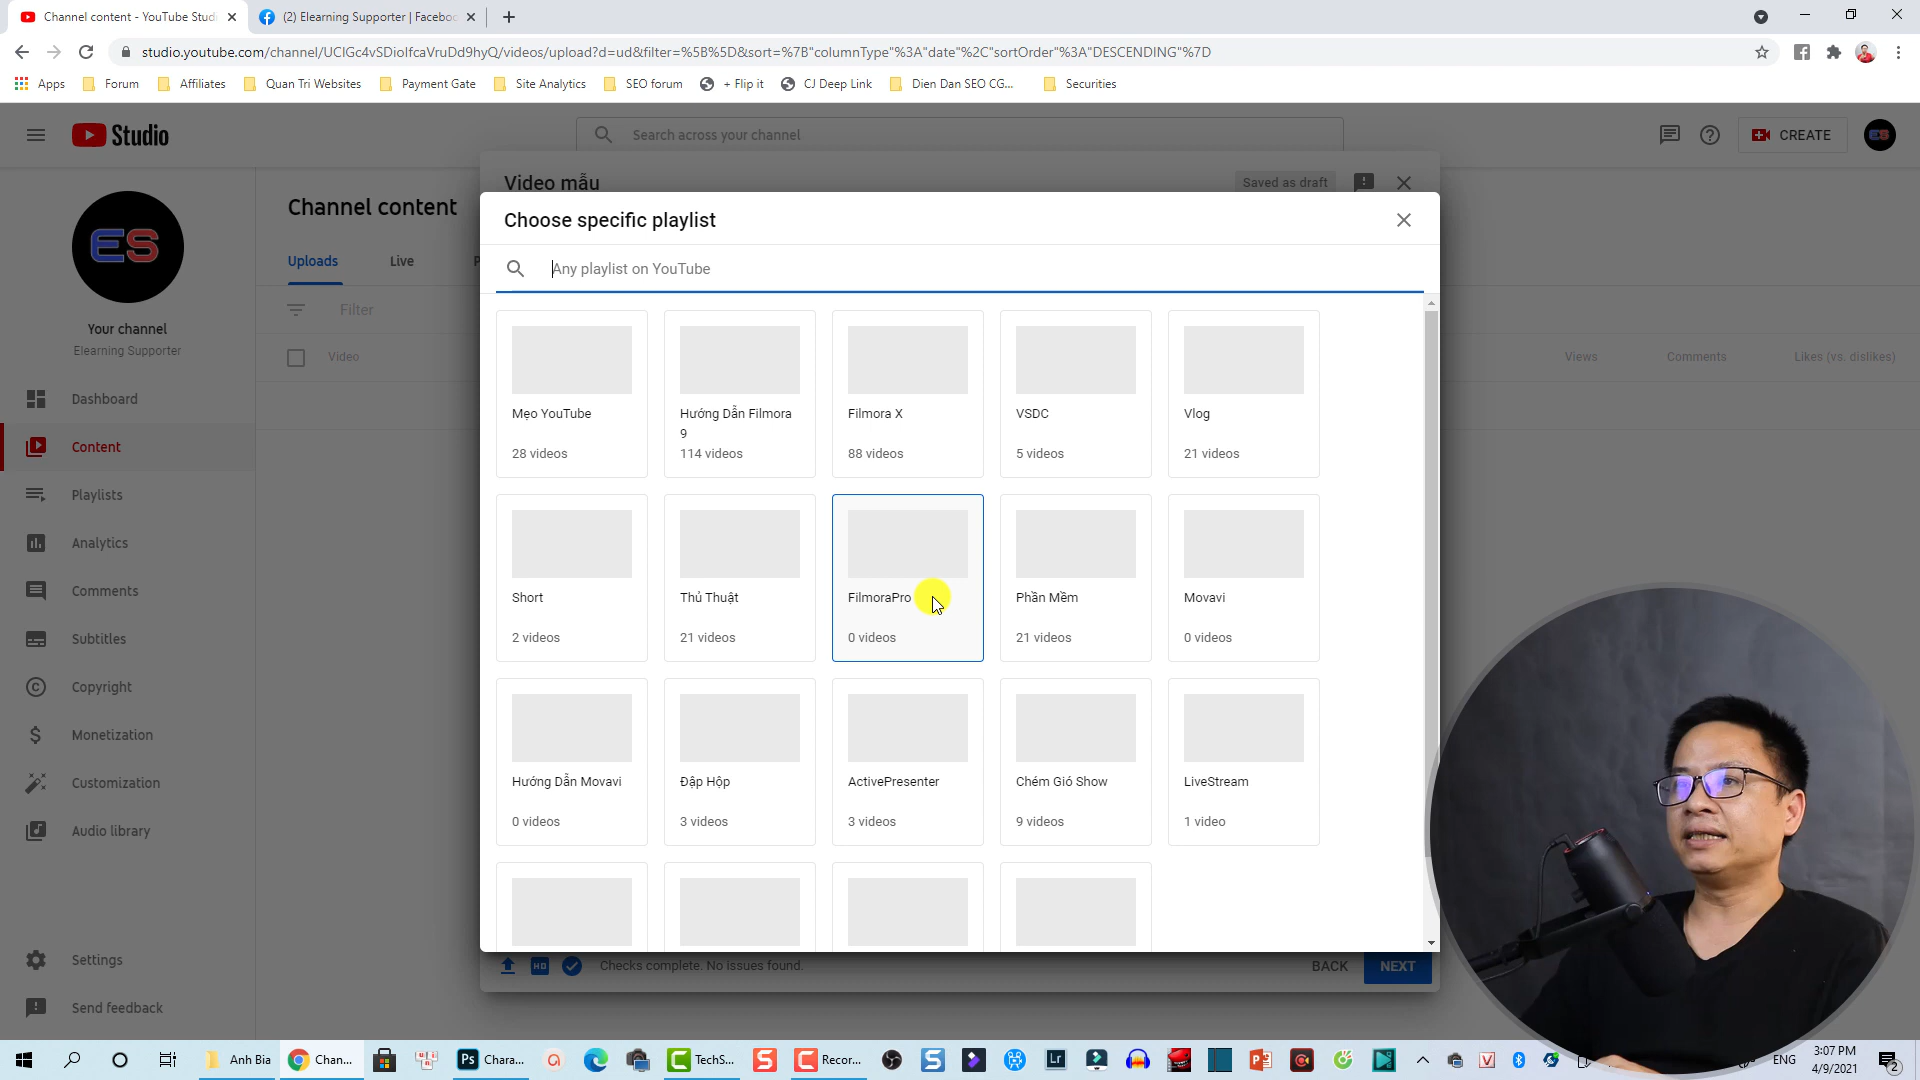 Channel content - YouTube Studi
(2) Elearning Supporter | Faceboo
studio.youtube.com/channel/UCIGc4vSDioIfcaVruDd9hyQ/videos/upload?d=ud&filter=%5B%5D&sort=%7B"columnType"%3A"date"%2C"sortOrder"%3A"DESCENDING"%7D
Apps
Forum
Affiliates
Quan Tri Websites
Payment Gate
Site Analytics
SEO forum
+ Flip it
CJ Deep Link
Dien Dan SEO CG...
Securities
Studio
Search across your channel
CREATE
ES
ES
Your channel
Elearning Supporter
Dashboard
Content
Playlists
Analytics
Comments
Subtitles
Copyright
Monetization
Customization
Audio library
Settings
Send feedback
Channel content
Uploads
Live
P
Filter
Video
Views
Comments
Likes (vs. dislikes)
Video mẫu
Saved as draft
Choose specific playlist
Any playlist on YouTube
Mẹo YouTube
28 videos
Hướng Dẫn Filmora
9
114 videos
Filmora X
88 videos
VSDC
5 videos
Vlog
21 videos
Short
2 videos
Thủ Thuật
21 videos
FilmoraPro
0 videos
Phần Mềm
21 videos
Movavi
0 videos
Hướng Dẫn Movavi
0 videos
Đập Hộp
3 videos
ActivePresenter
3 videos
Chém Gió Show
9 videos
LiveStream
1 video
HD
Checks complete. No issues found.
BACK
NEXT
Anh Bia
Chan...
Ps
Chara...
TechS...
Recor...
Lr
ENG
3:07 PM
4/9/2021
2